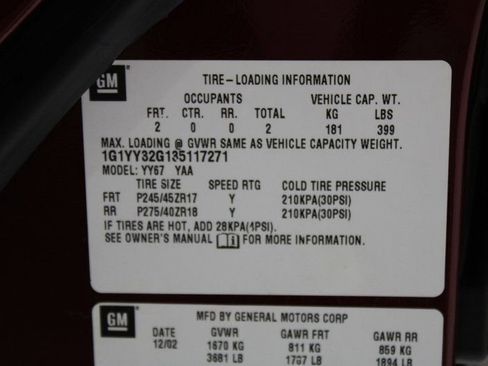 GM TIRE-LOADING INFORMATION
OCCUPANTS VEHICLE CAP. WT.
FRT. CTR. RR. TOTAL KG LBS
2 0 0 2 181 399
MAX. LOADING @ GVWR SAME AS VEHICLE CAPACITY WEIGHT.
1G1YY32G135117271
MODEL: YY67 YAA
TIRE SIZE SPEED RTG COLD TIRE PRESSURE
FRT P245/45ZR17 Y 210KPA(30PSI)
RR P275/40ZR18 Y 210KPA(30PSI)
IF TIRES ARE HOT, ADD 28KPA(1PSI).
SEE OWNER'S MANUAL FOR MORE INFORMATION.
GM MFD BY GENERAL MOTORS CORP
DATE GVWR GAWR FRT GAWR RR
12/02 1670 KG 811 KG 859 KG
3681 LB 1787 LB 1894 LB